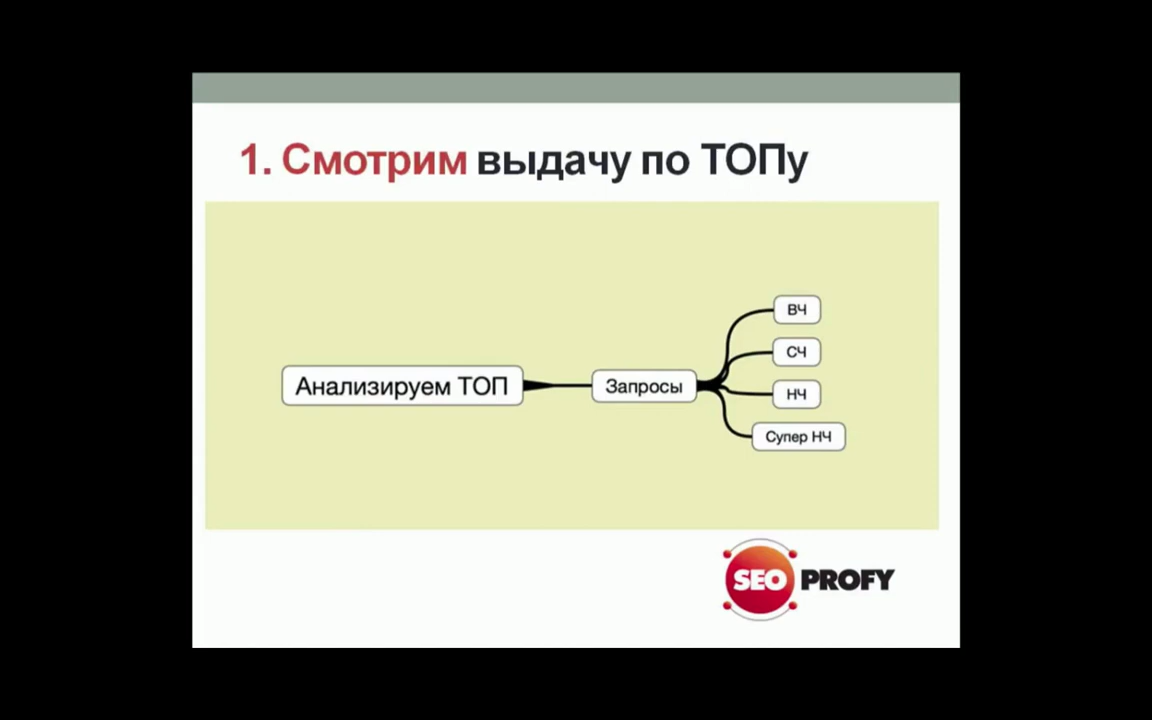 1. Смотрим выдачу по ТОПу
Анализируем ТОП
Запросы
ВЧ
СЧ
НЧ
Супер НЧ
SEO PROFY